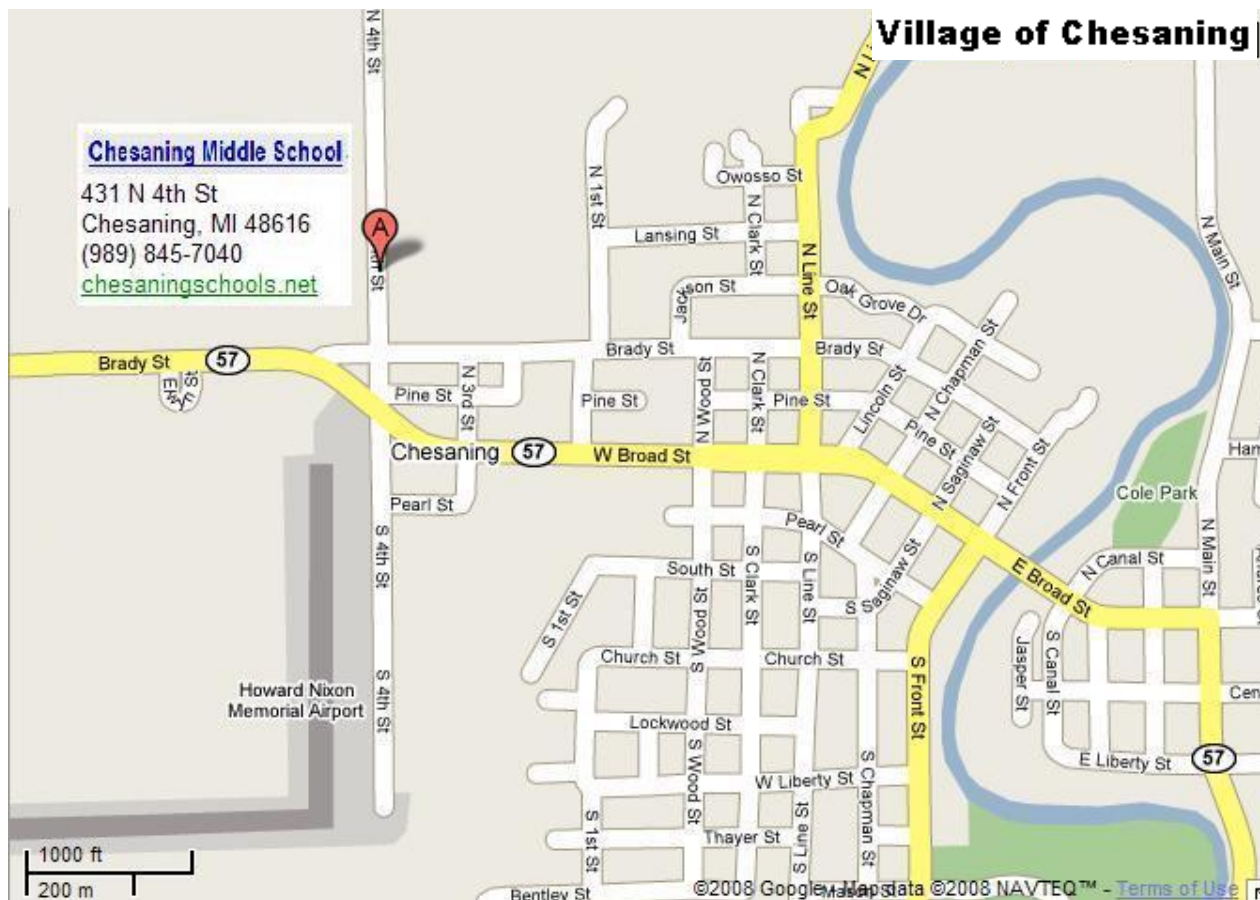 Village of Chesaning
Chesaning Middle School
431 N 4th St
Chesaning, MI 48616
(989) 845-7040
chesaningschools.net
A
N 4th St
N 1st St
Owosso St
N Clark St
Lansing St
N Line St
N Main St
Jackson St
Oak Grove Dr
Brady St
57
Brady St
Brady St
Pine St
N 3rd St
Pine St
N Wood St
N Clark St
Pine St
Lincoln St
N Chapman St
Pine St
N Saginaw St
N Front St
Chesaning
57
W Broad St
Cole Park
Pearl St
Pearl St
S 4th St
South St
S Clark St
S Line St
S Saginaw St
E Broad St
N Canal St
N Main St
S 1st St
S Wood St
Church St
Church St
S Front St
Jasper St
S Canal St
Howard Nixon
Memorial Airport
S 4th St
Lockwood St
S Wood St
W Liberty St
S Chapman St
E Liberty St
57
S 1st St
Thayer St
S Line St
Bentley St
1000 ft
200 m
©2008 Google - Map data ©2008 NAVTEQ™ - Terms of Use